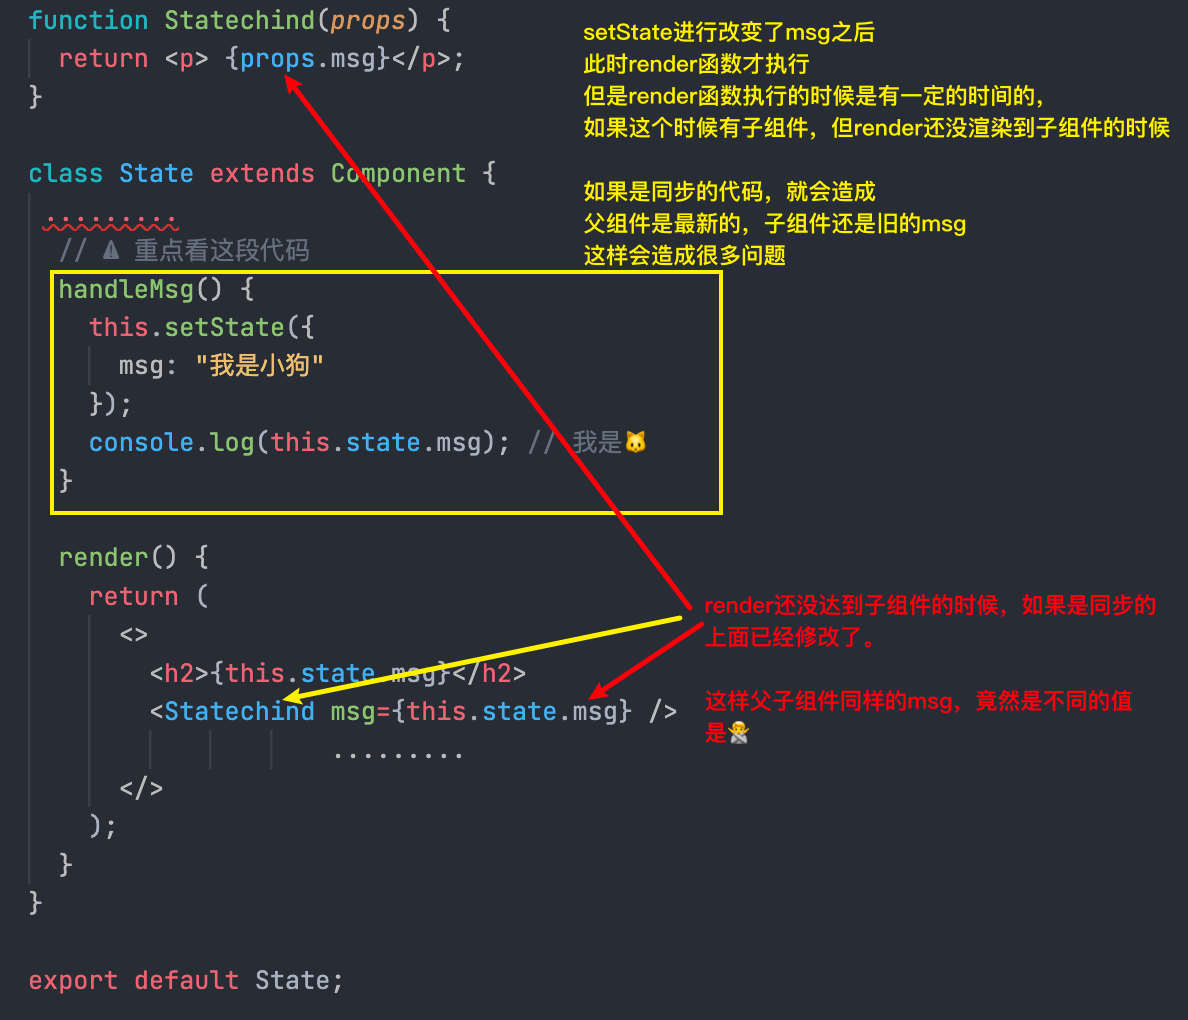 function Statechind(props) {
return <p> {props.msg}</p>;
}
setState进行改变了msg之后
此时render函数才执行
但是render函数执行的时候是有一定的时间的，
如果这个时候有子组件，但render还没渲染到子组件的时候
如果是同步的代码，就会造成
父组件是最新的，子组件还是旧的msg
这样会造成很多问题
class State extends Component {
.........
// ⚠ 重点看这段代码
handleMsg() {
this.setState({
msg: "我是小狗"
});
console.log(this.state.msg); // 我是🐱
}
render() {
return (
<>
<h2>{this.state.msg}</h2>
<Statechind msg={this.state.msg} />
.........
</>
);
}
}
render还没达到子组件的时候，如果是同步的
上面已经修改了。
这样父子组件同样的msg，竟然是不同的值
是🙅
export default State;